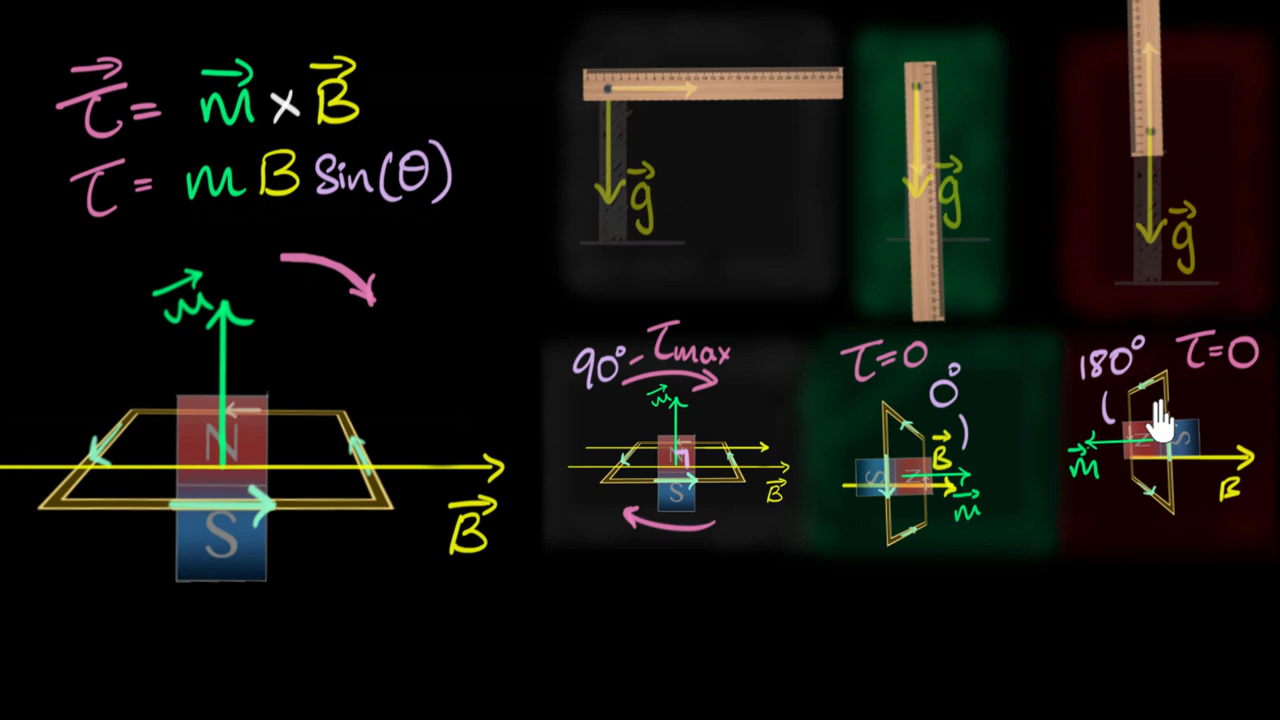 τ⃗ = m⃗ × B⃗
τ = m B Sin(θ)
m⃗
N
S
B⃗
g⃗
g⃗
g⃗
90° - τmax
m⃗
N
S
B⃗
τ=0
0°
B⃗
S N
m⃗
180° τ=0
N S
m⃗
B